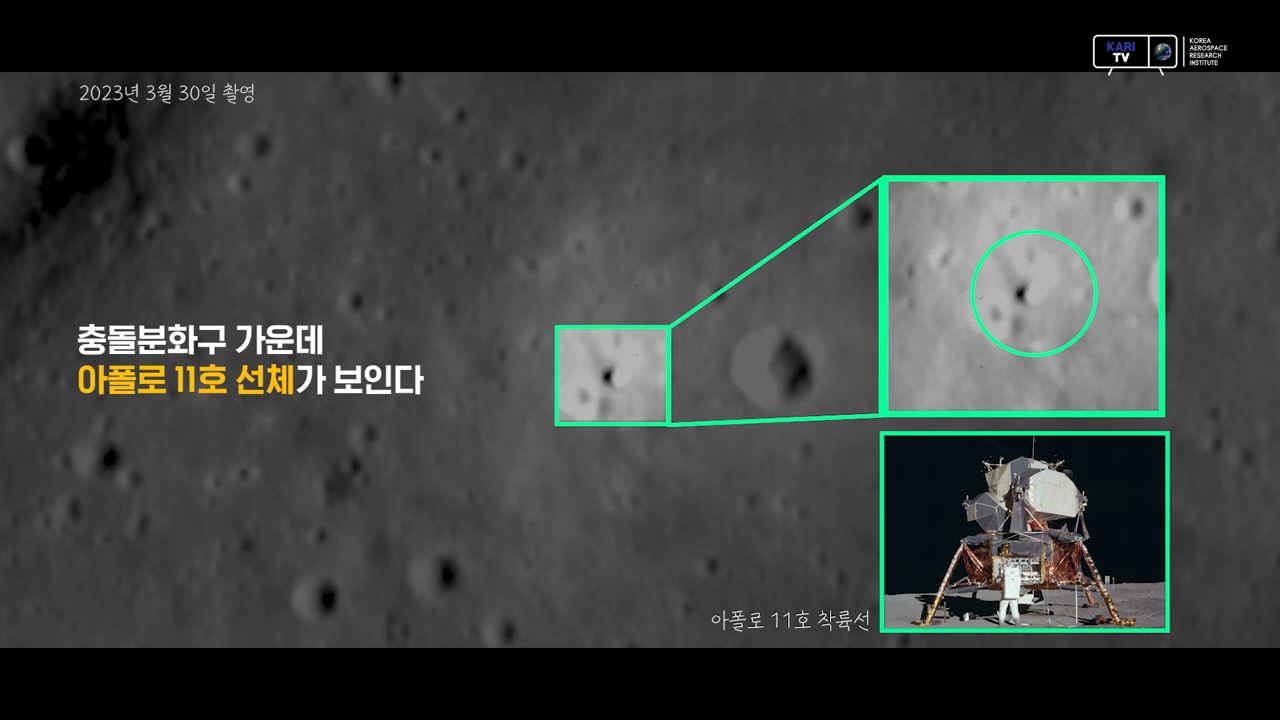 KARI
TV
KOREA
AEROSPACE
RESEARCH
INSTITUTE
2023년 3월 30일 촬영
충돌분화구 가운데
아폴로 11호 선체가 보인다
아폴로 11호 착륙선